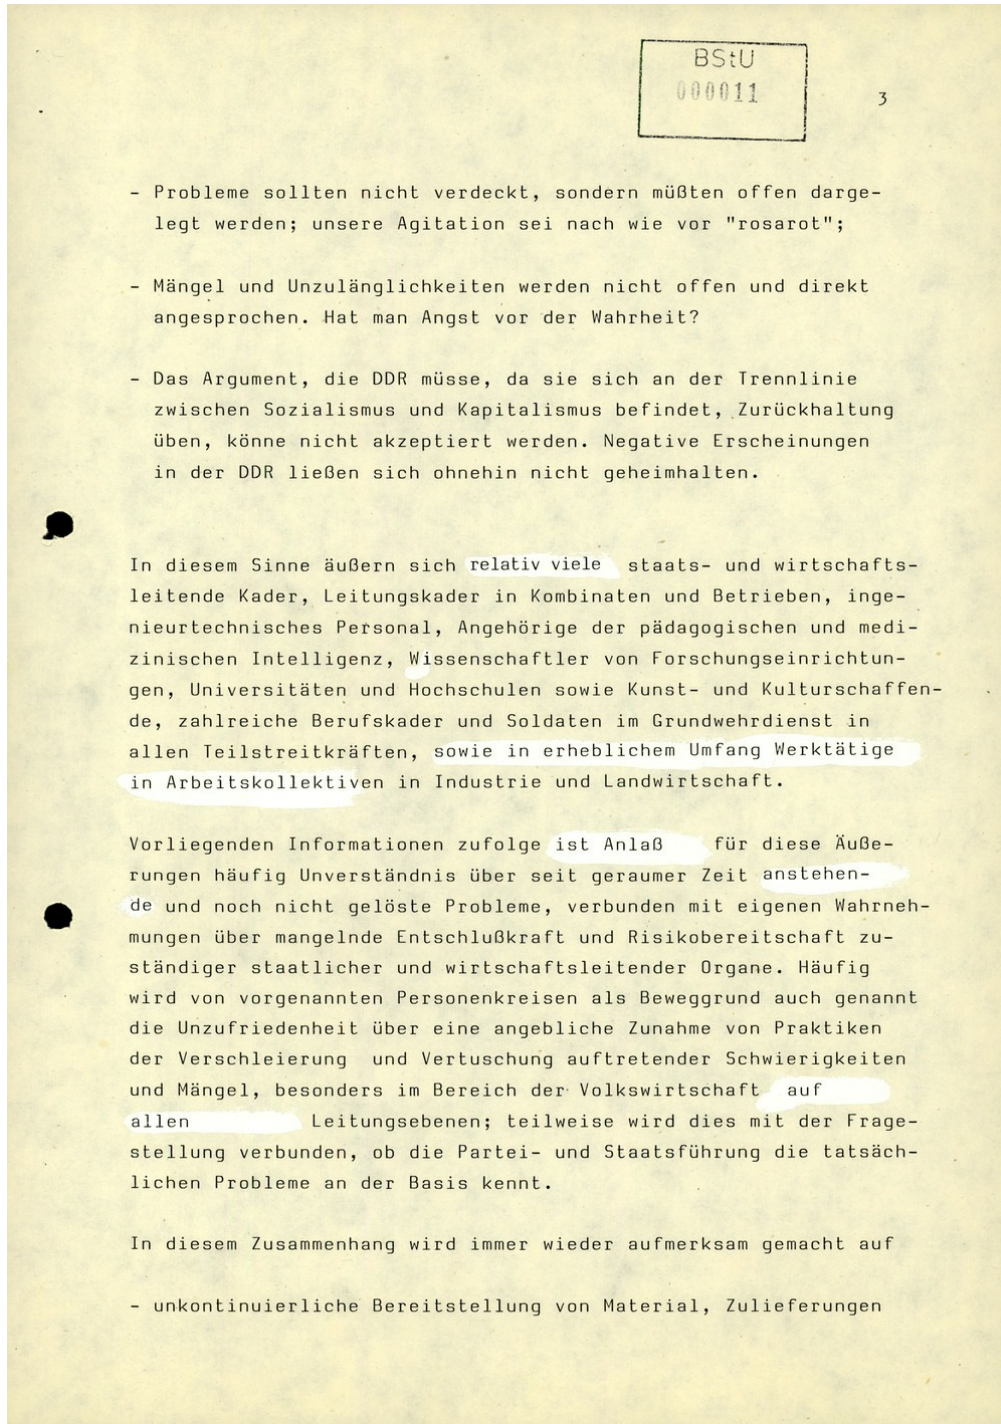 BStU
000011
3
- Probleme sollten nicht verdeckt, sondern müßten offen darge-
legt werden; unsere Agitation sei nach wie vor "rosarot";
- Mängel und Unzulänglichkeiten werden nicht offen und direkt
angesprochen. Hat man Angst vor der Wahrheit?
- Das Argument, die DDR müsse, da sie sich an der Trennlinie
zwischen Sozialismus und Kapitalismus befindet, Zurückhaltung
üben, könne nicht akzeptiert werden. Negative Erscheinungen
in der DDR ließen sich ohnehin nicht geheimhalten.
In diesem Sinne äußern sich relativ viele staats- und wirtschafts-
leitende Kader, Leitungskader in Kombinaten und Betrieben, inge-
nieurtechnisches Personal, Angehörige der pädagogischen und medi-
zinischen Intelligenz, Wissenschaftler von Forschungseinrichtun-
gen, Universitäten und Hochschulen sowie Kunst- und Kulturschaffen-
de, zahlreiche Berufskader und Soldaten im Grundwehrdienst in
allen Teilstreitkräften, sowie in erheblichem Umfang Werktätige
in Arbeitskollektiven in Industrie und Landwirtschaft.
Vorliegenden Informationen zufolge ist Anlaß für diese Äuße-
rungen häufig Unverständnis über seit geraumer Zeit anstehen-
de und noch nicht gelöste Probleme, verbunden mit eigenen Wahrneh-
mungen über mangelnde Entschlußkraft und Risikobereitschaft zu-
ständiger staatlicher und wirtschaftsleitender Organe. Häufig
wird von vorgenannten Personenkreisen als Beweggrund auch genannt
die Unzufriedenheit über eine angebliche Zunahme von Praktiken
der Verschleierung und Vertuschung auftretender Schwierigkeiten
und Mängel, besonders im Bereich der Volkswirtschaft auf
allen Leitungsebenen; teilweise wird dies mit der Frage-
stellung verbunden, ob die Partei- und Staatsführung die tatsäch-
lichen Probleme an der Basis kennt.
In diesem Zusammenhang wird immer wieder aufmerksam gemacht auf
- unkontinuierliche Bereitstellung von Material, Zulieferungen